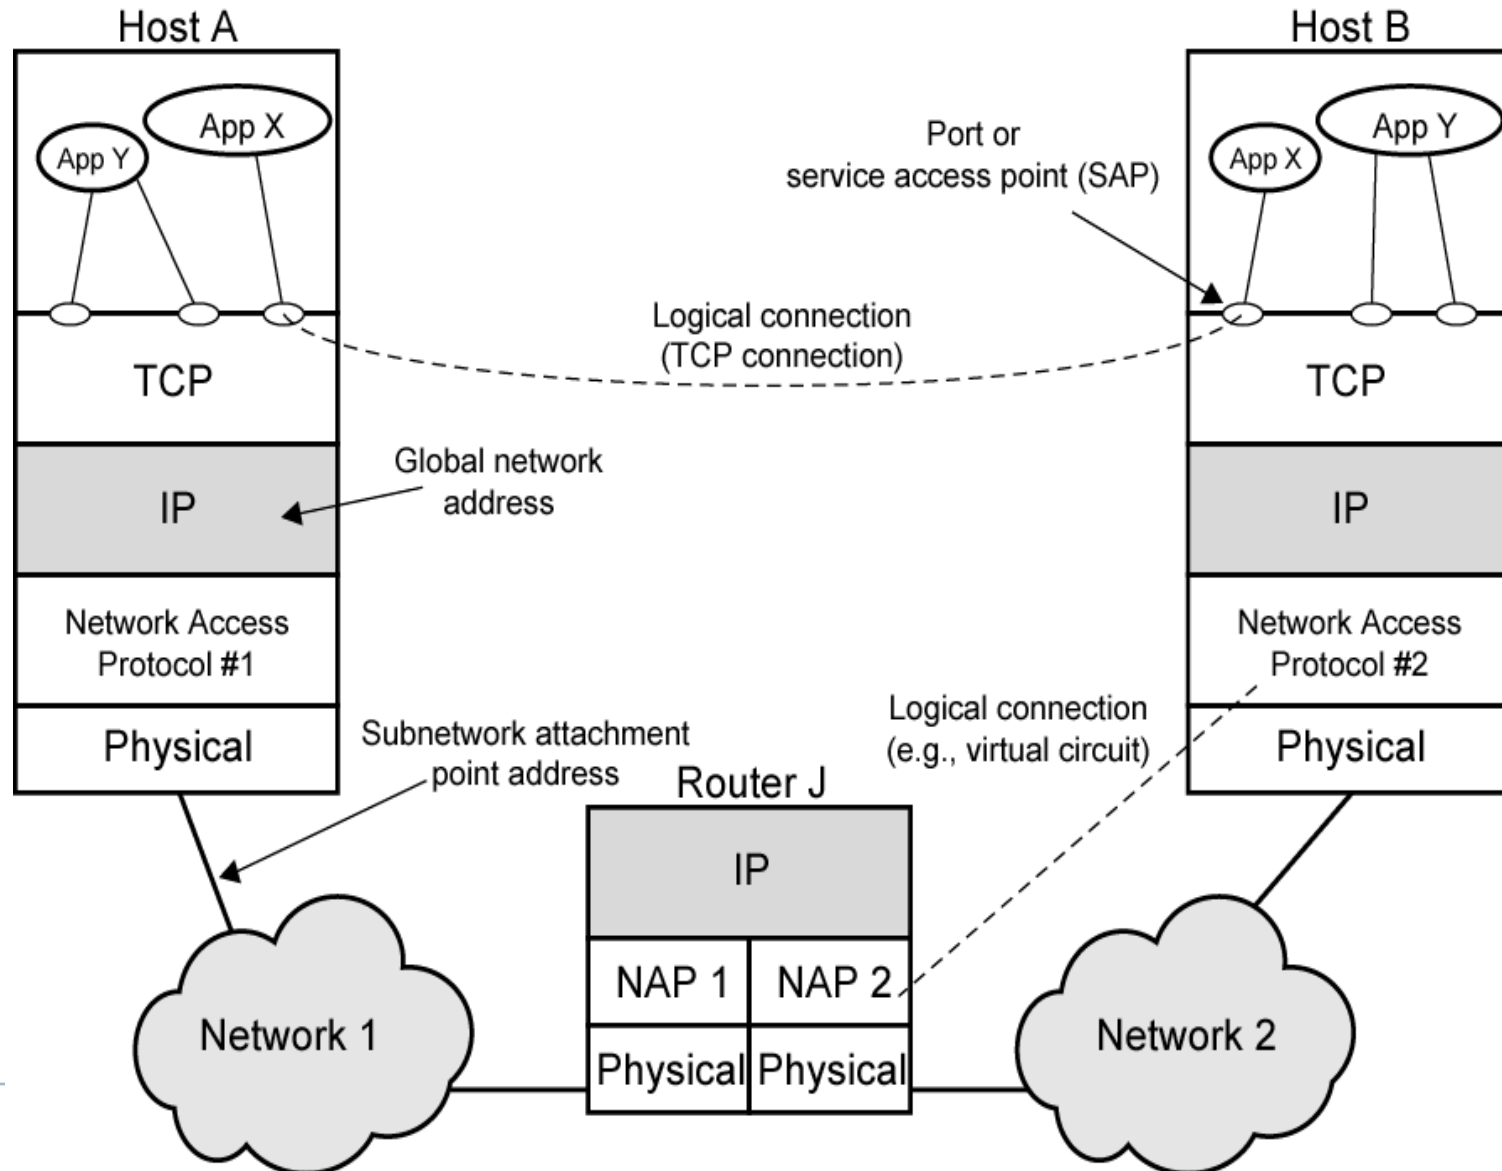 Host A
Host B
App X
App Y
App X
App Y
Port or
service access point (SAP)
Logical connection
(TCP connection)
TCP
TCP
Global network
address
IP
IP
Network Access
Protocol #1
Network Access
Protocol #2
Physical
Physical
Subnetwork attachment
point address
Logical connection
(e.g., virtual circuit)
Router J
IP
NAP 1
NAP 2
Physical
Physical
Network 1
Network 2